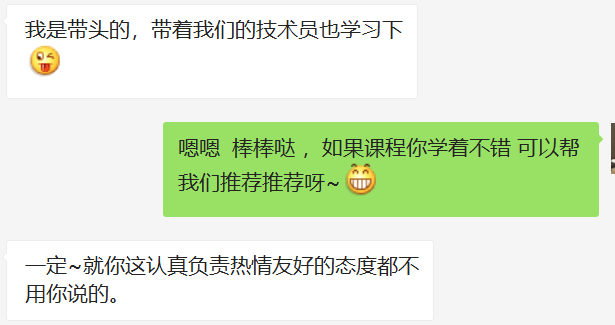 我是带头的，带着我们的技术员也学习下
嗯嗯 棒棒哒 ，如果课程你学着不错 可以帮
我们推荐推荐呀~
一定~就你这认真负责热情友好的态度都不
用你说的。